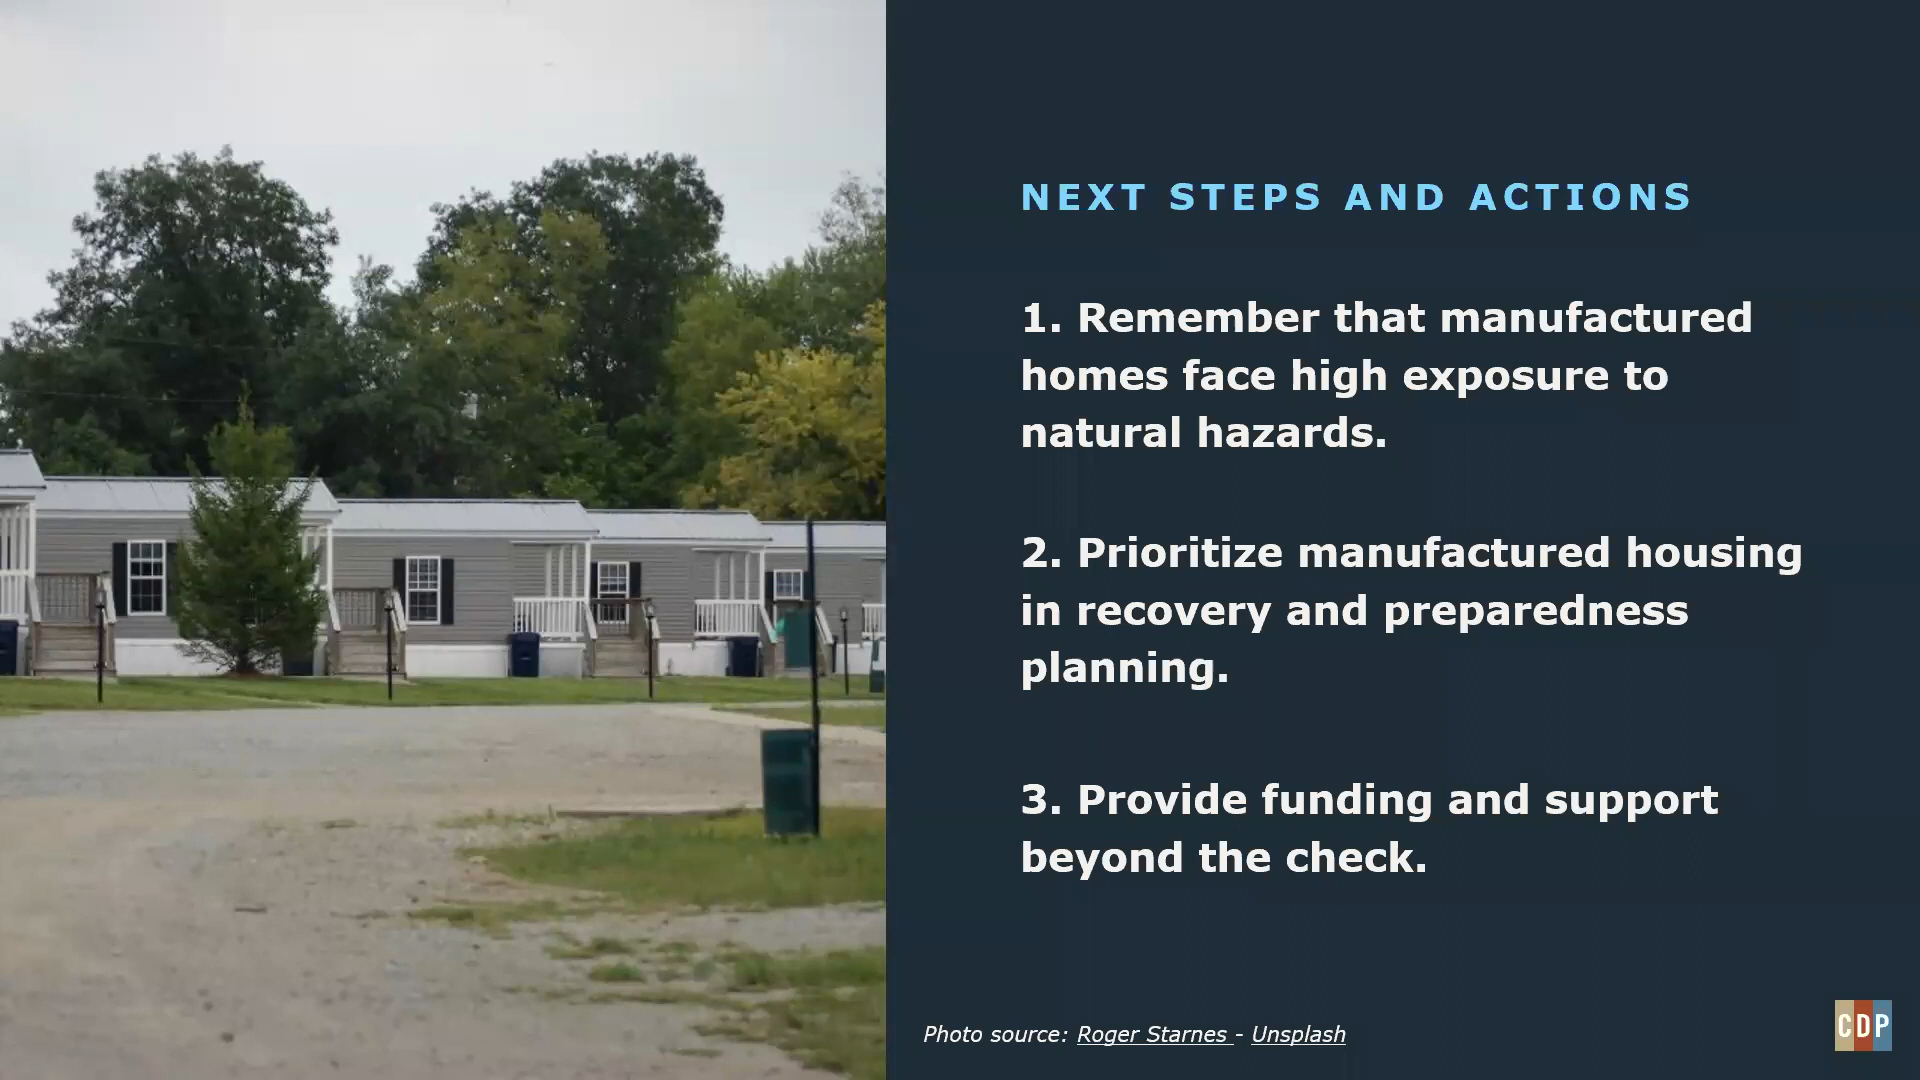 NEXT STEPS AND ACTIONS
1. Remember that manufactured
homes face high exposure to
natural hazards.
2. Prioritize manufactured housing
in recovery and preparedness
planning.
3. Provide funding and support
beyond the check.
Photo source: Roger Starnes - Unsplash
CDP